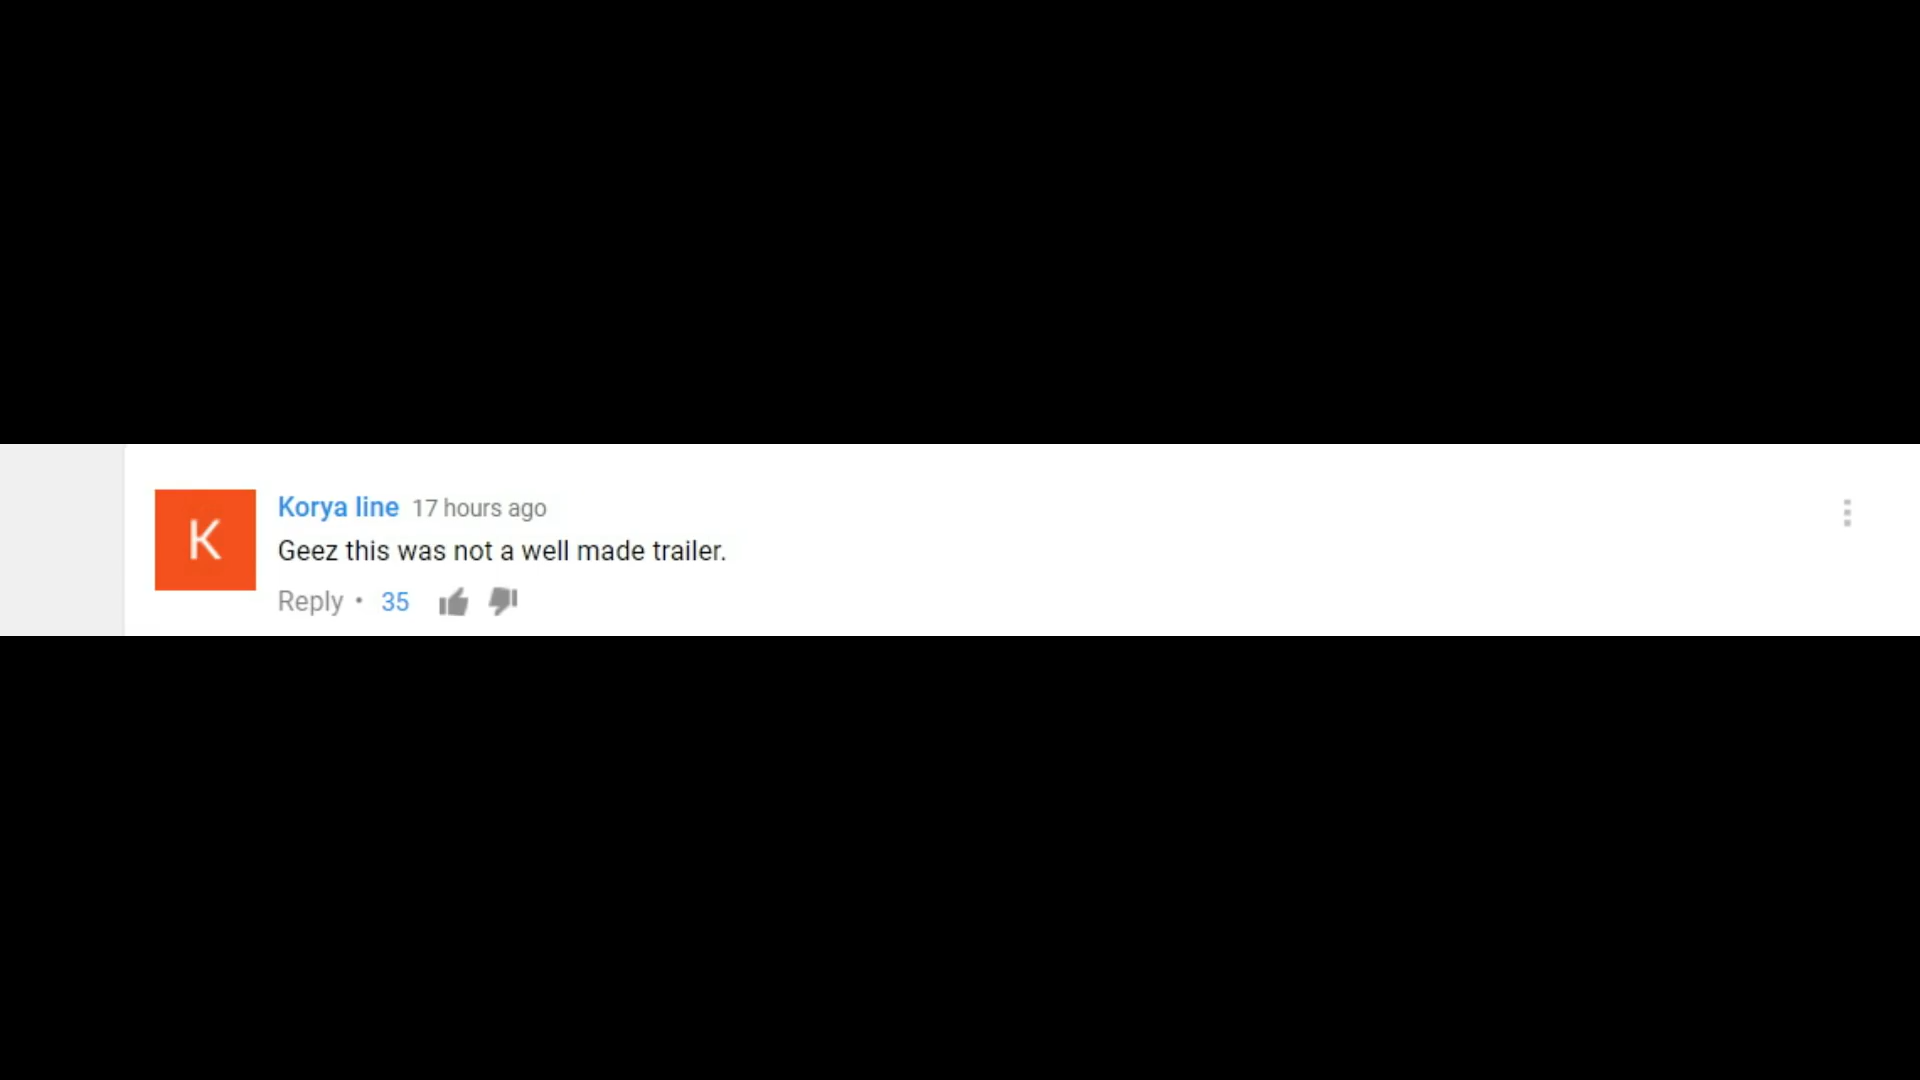 K
Korya line 17 hours ago
Geez this was not a well made trailer.
Reply • 35